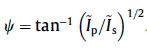 ψ = tan⁻¹ (Ĩₚ/Ĩₛ)^{1/2}.